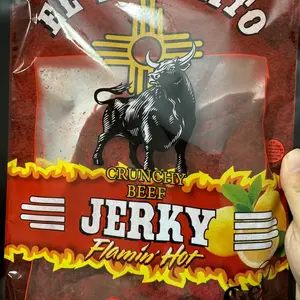 CRUNCHY
BEEF
JERKY
Flamin' Hot